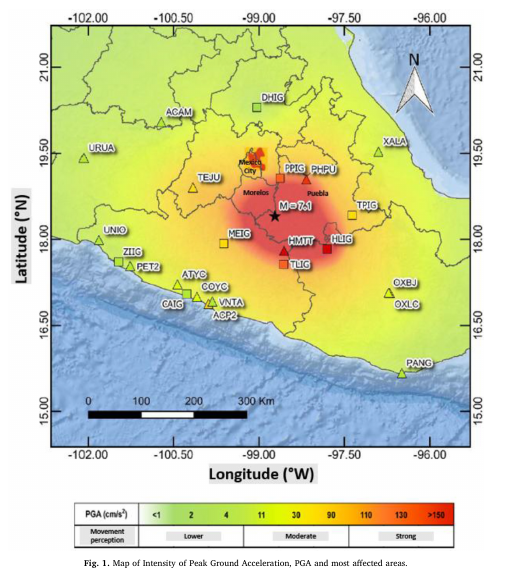 21.00
19.50
18.00
16.50
15.00
Latitude (°N)
N
DHIG
ACAM
URUA
XALA
Mexico
City
PPIG
PHPU
TEJU
Morelos
Puebla
M = 7.1
TPIG
MEIG
HMTT
HLIG
TLIG
UNIO
ZIIG
PET2
ATYC
COYC
CAIG
VNTA
ACP2
OXBJ
OXLC
PANG
0 100 200 300 Km
-102.00 -100.50 -99.00 -97.50 -96.00
Longitude (°W)
PGA (cm/s²) <1 2 4 11 30 90 110 130 >150
Movement
perception
Lower Moderate Strong
Fig. 1. Map of Intensity of Peak Ground Acceleration, PGA and most affected areas.